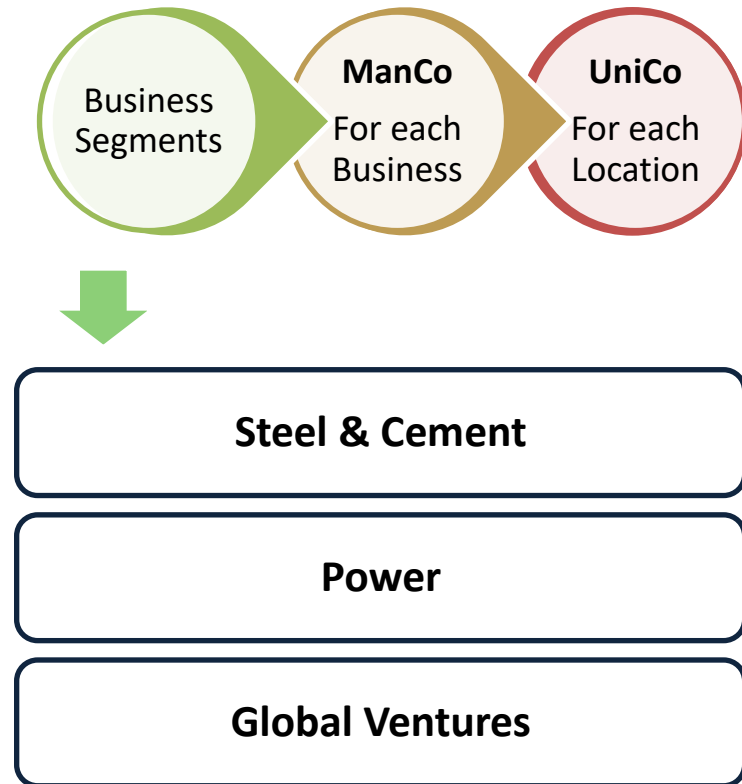 Business
Segments
ManCo
For each
Business
UniCo
For each
Location
Steel & Cement
Power
Global Ventures